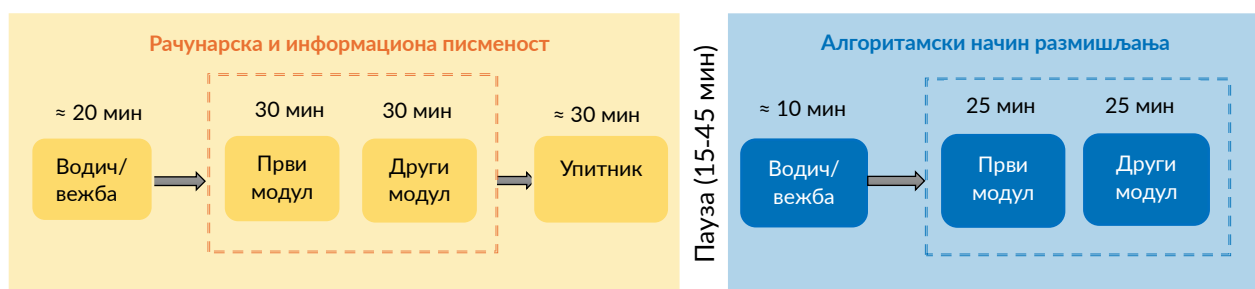 Рачунарска и информациона писменост
≈ 20 мин
30 мин
30 мин
≈ 30 мин
Водич/
вежба
Први
модул
Други
модул
Упитник
Пауза (15-45 мин)
Алгоритамски начин размишљања
≈ 10 мин
25 мин
25 мин
Водич/
вежба
Први
модул
Други
модул